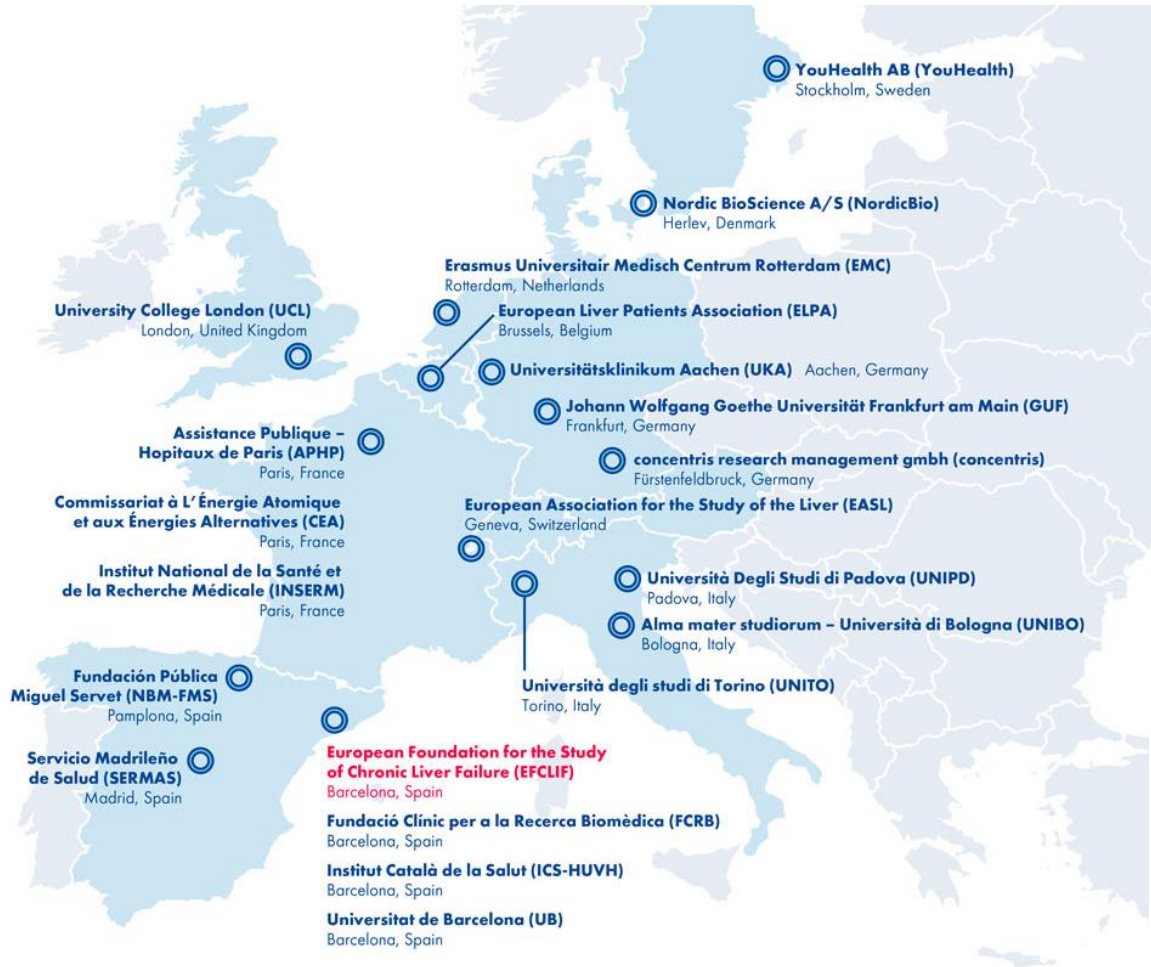 YouHealth AB (YouHealth)
Stockholm, Sweden
Nordic BioScience A/S (NordicBio)
Herlev, Denmark
Erasmus Universitair Medisch Centrum Rotterdam (EMC)
Rotterdam, Netherlands
University College London (UCL)
London, United Kingdom
European Liver Patients Association (ELPA)
Brussels, Belgium
Universitätsklinikum Aachen (UKA) Aachen, Germany
Johann Wolfgang Goethe Universität Frankfurt am Main (GUF)
Frankfurt, Germany
Assistance Publique –
Hopitaux de Paris (APHP)
Paris, France
concentris research management gmbh (concentris)
Fürstenfeldbruck, Germany
Commissariat à L’Énergie Atomique
et aux Énergies Alternatives (CEA)
Paris, France
European Association for the Study of the Liver (EASL)
Geneva, Switzerland
Institut National de la Santé et
de la Recherche Médicale (INSERM)
Paris, France
Università Degli Studi di Padova (UNIPD)
Padova, Italy
Alma mater studiorum – Università di Bologna (UNIBO)
Bologna, Italy
Fundación Pública
Miguel Servet (NBM-FMS)
Pamplona, Spain
Università degli studi di Torino (UNITO)
Torino, Italy
Servicio Madrileño
de Salud (SERMAS)
Madrid, Spain
European Foundation for the Study
of Chronic Liver Failure (EFCLIF)
Barcelona, Spain
Fundació Clínic per a la Recerca Biomèdica (FCRB)
Barcelona, Spain
Institut Català de la Salut (ICS-HUVH)
Barcelona, Spain
Universitat de Barcelona (UB)
Barcelona, Spain